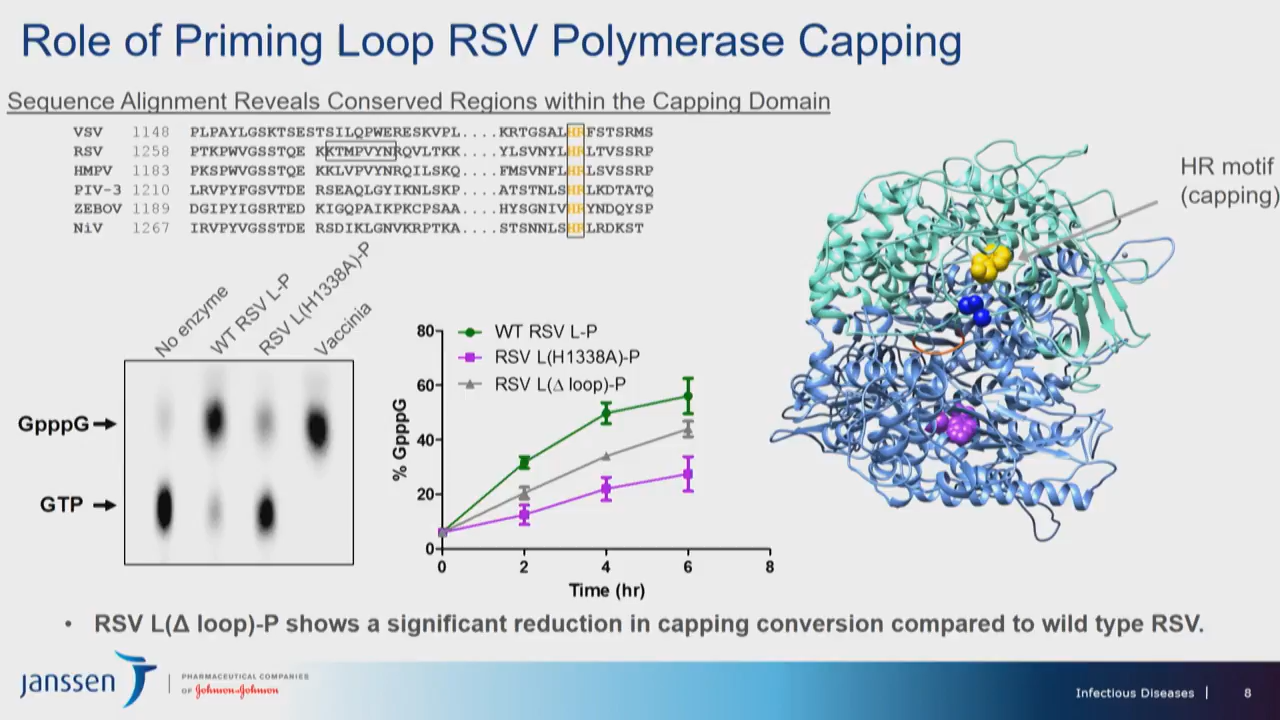 Role of Priming Loop RSV Polymerase Capping
Sequence Alignment Reveals Conserved Regions within the Capping Domain
VSV 1148 PLPAYLGSKTSESTSILQPWERESKVPL....KRTGSALHRFSTSRMS
RSV 1258 PTKPWVGSSTQE KKTMPVYNRQVLTKK....YLSVNYLHRLTVSSRP
HMPV 1183 PKSPWVGSSTQE KKLVPVYNRQILSKQ....FMSVNFLHRLSVSSRP
PIV-3 1210 LRVPYFGSVTDE RSEAQLGYIKNLSKP....ATSTNLSHRLKDTATQ
ZEBOV 1189 DGIPYIGSRTED KIGQPAIKPKCPSAA....HYSGNIVHRYNDQYSP
NiV 1267 IRVPYVGSSTDE RSDIKLGNVKRPTKA....STSNNLSHRLRDKST
HR motif
(capping)
No enzyme
WT RSV L-P
RSV L(H1338A)-P
Vaccinia
GpppG
GTP
WT RSV L-P
RSV L(H1338A)-P
RSV L(Δ loop)-P
% GpppG
80
60
40
20
0
0 2 4 6 8
Time (hr)
• RSV L(Δ loop)-P shows a significant reduction in capping conversion compared to wild type RSV.
janssen
PHARMACEUTICAL COMPANIES
OF Johnson & Johnson
Infectious Diseases | 8